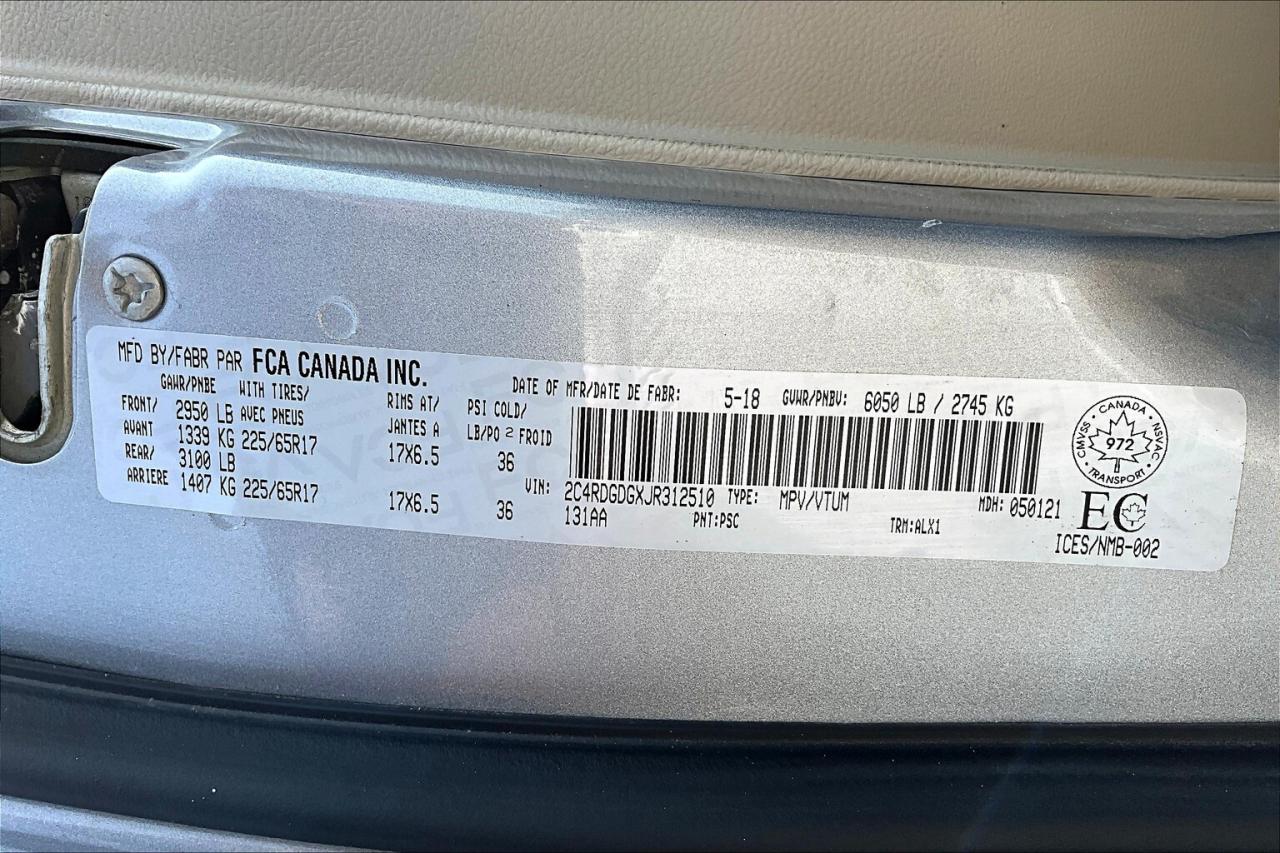 MFD BY/FABR PAR FCA CANADA INC. DATE OF MFR/DATE DE FABR: 5-18 GVWR/PNBV: 6050 LB / 2745 KG
GAWR/PNBE WITH TIRES/ RIMS AT/ PSI COLD/
FRONT/ 2950 LB AVEC PNEUS JANTES A LB/PO 2 FROID
AVANT 1339 KG 225/65R17 17X6.5 36
REAR/ 3100 LB
ARRIERE 1407 KG 225/65R17 17X6.5 36
VIN: 2C4RDGDGXJR312510 TYPE: MPV/VTUM MDH: 050121
131AA PNT:PSC TRM:ALX1
CANADA
CMVSS 972 NSVAC
TRANSPORT
EC
ICES/NMB-002